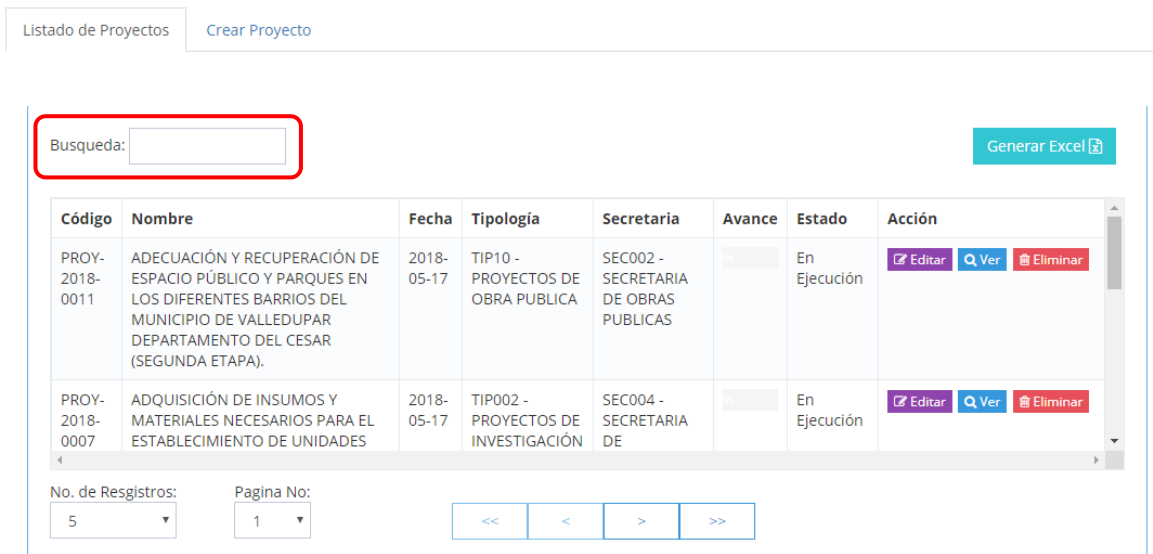 Listado de Proyectos
Crear Proyecto
Busqueda:
Generar Excel
Código Nombre Fecha Tipología Secretaria Avance Estado Acción
PROY-
2018-
0011
ADECUACIÓN Y RECUPERACIÓN DE
ESPACIO PÚBLICO Y PARQUES EN
LOS DIFERENTES BARRIOS DEL
MUNICIPIO DE VALLEDUPAR
DEPARTAMENTO DEL CESAR
(SEGUNDA ETAPA).
2018-
05-17
TIP10 -
PROYECTOS DE
OBRA PUBLICA
SEC002 -
SECRETARIA
DE OBRAS
PUBLICAS
En
Ejecución
Editar
Ver
Eliminar
PROY-
2018-
0007
ADQUISICIÓN DE INSUMOS Y
MATERIALES NECESARIOS PARA EL
ESTABLECIMIENTO DE UNIDADES
2018-
05-17
TIP002 -
PROYECTOS DE
INVESTIGACIÓN
SEC004 -
SECRETARIA
DE
En
Ejecución
Editar
Ver
Eliminar
No. de Resgistros:
5
Pagina No:
1
<< < > >>